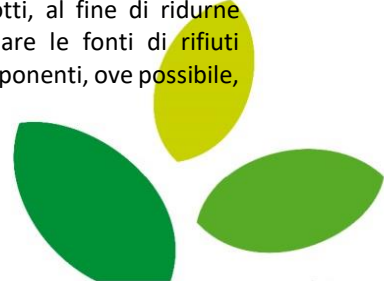 otti, al fine di ridurne
are le fonti di rifiuti
ponenti, ove possibile,